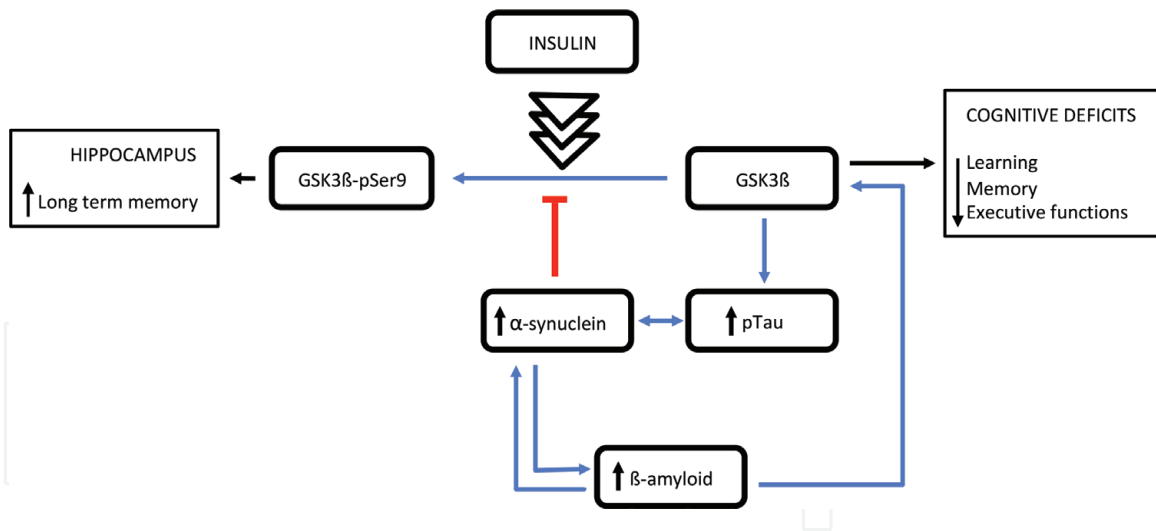 INSULIN
HIPPOCAMPUS
Long term memory
GSK3ß-pSer9
GSK3ß
COGNITIVE DEFICITS
Learning
Memory
Executive functions
α-synuclein
pTau
ß-amyloid